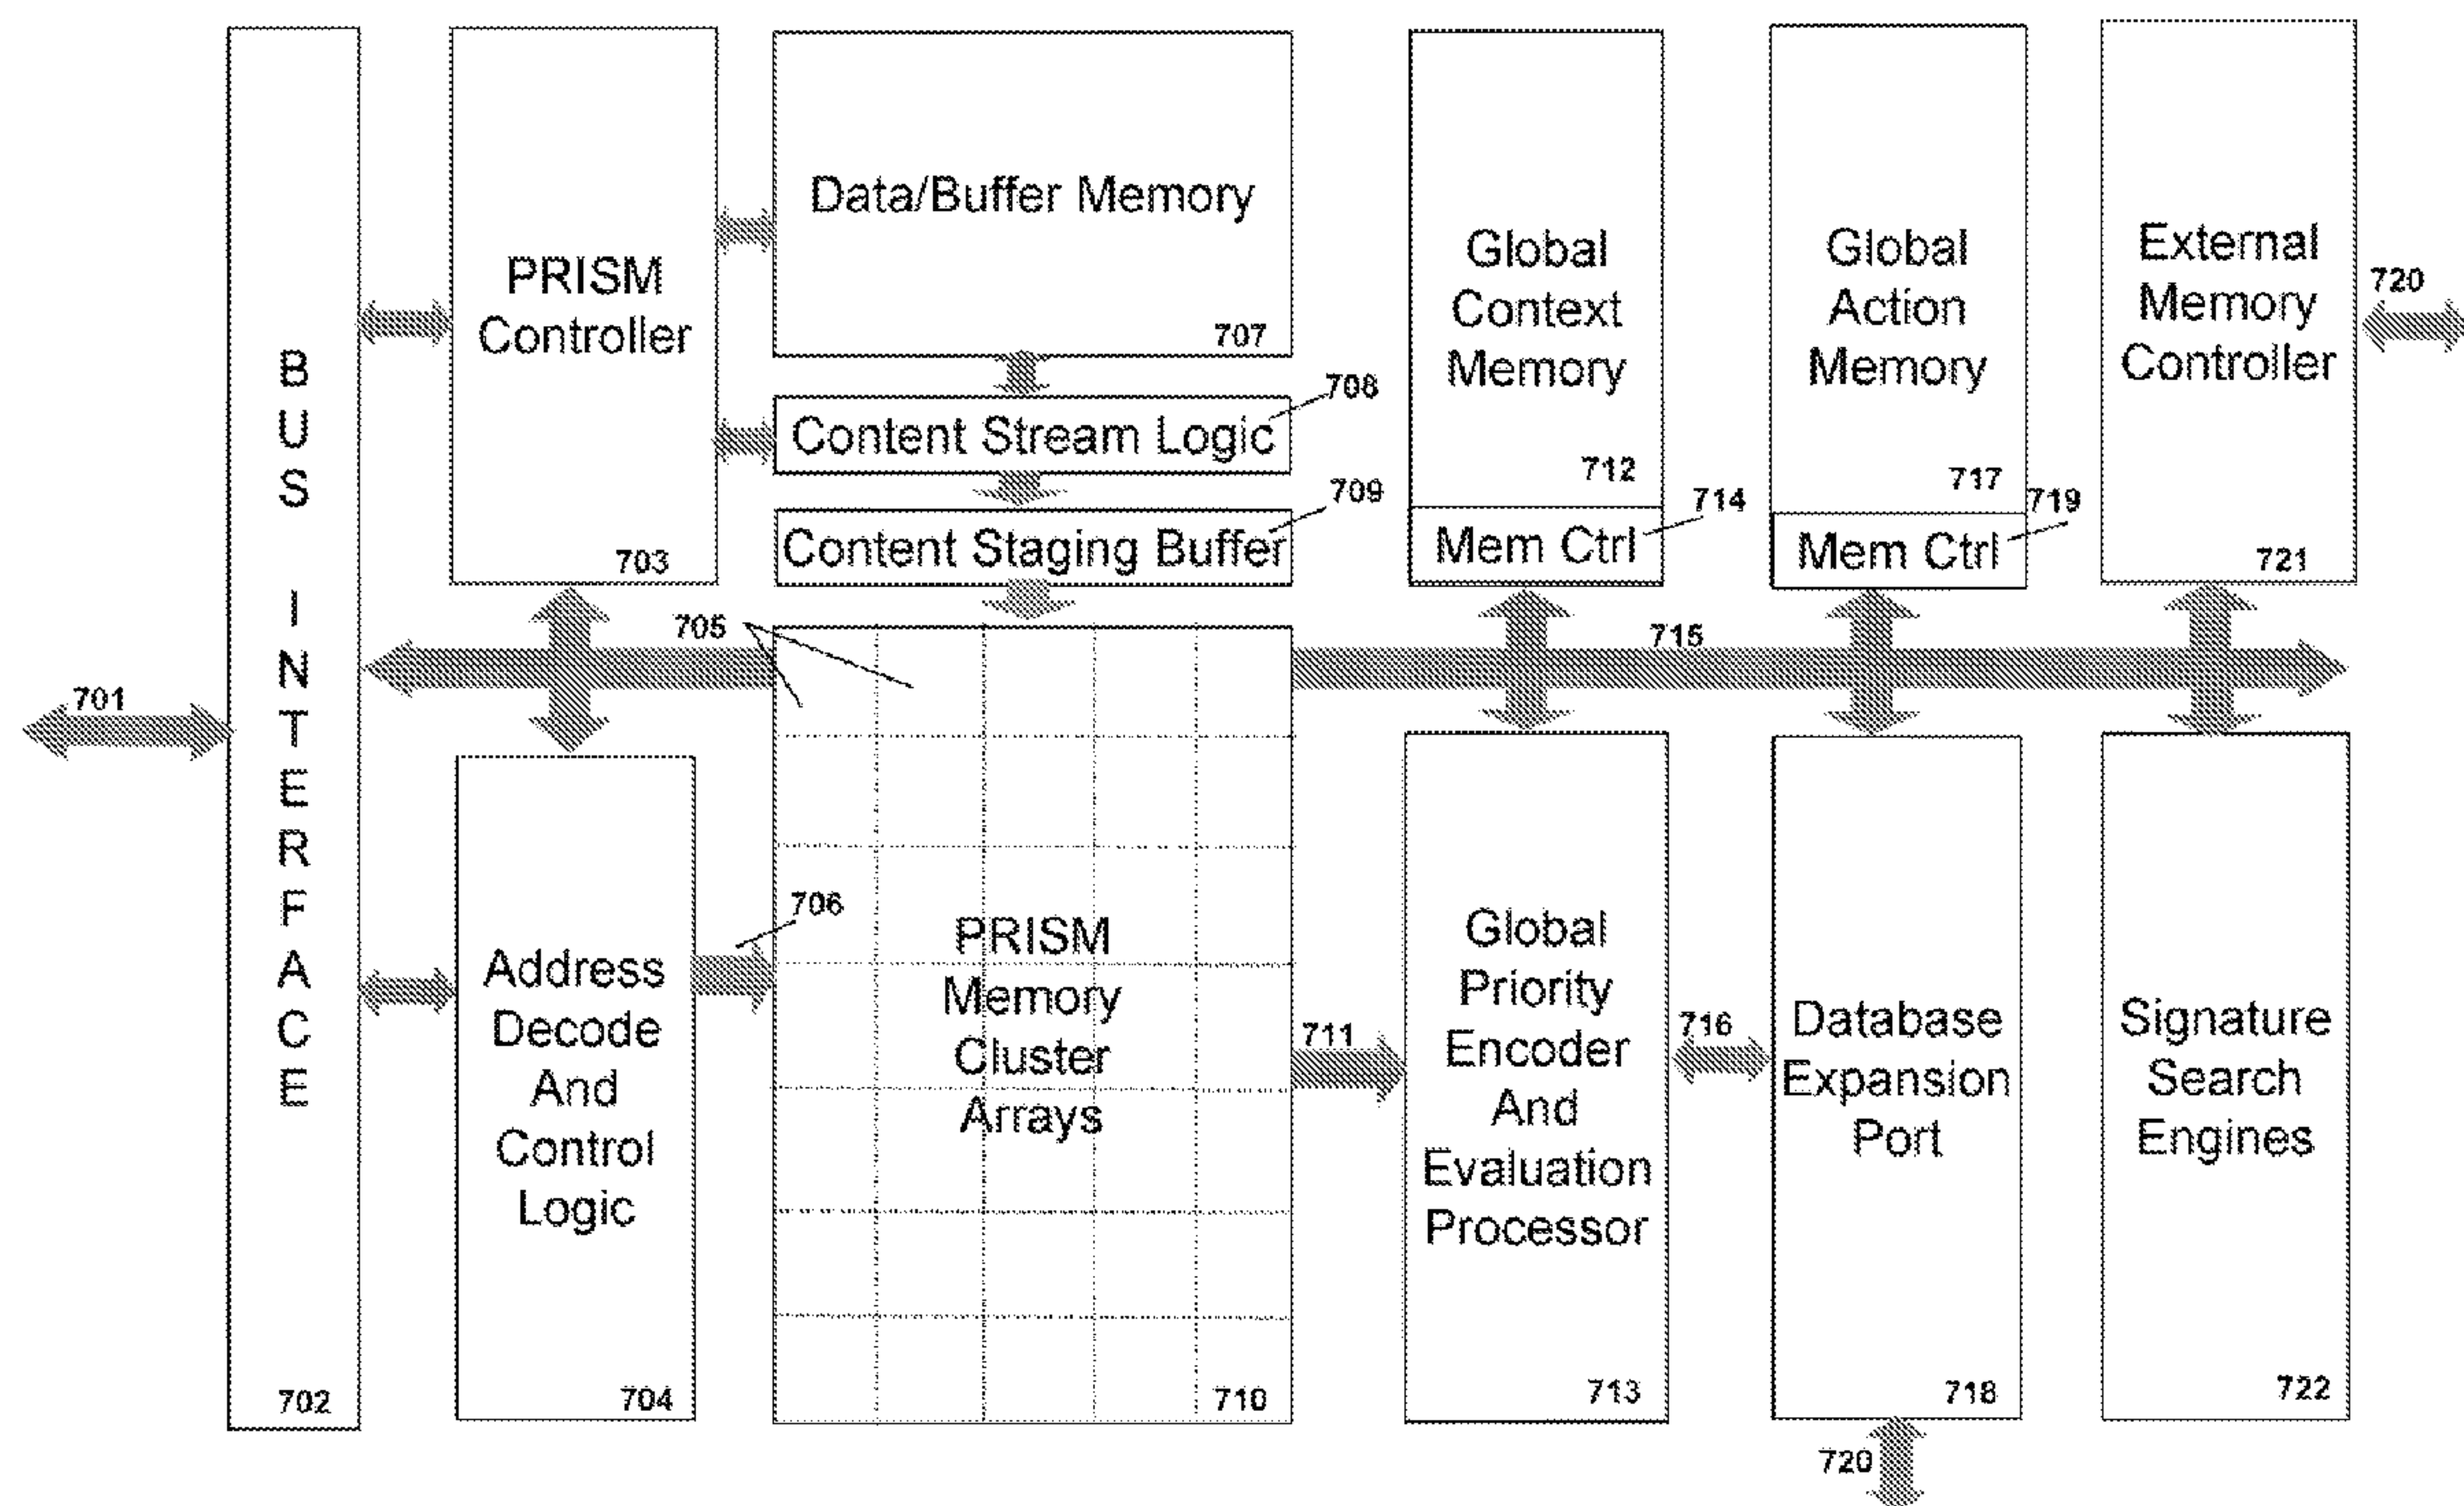 BUS INTERFACE
702
701
PRISM
Controller
703
Data/Buffer Memory
707
Content Stream Logic
708
Content Staging Buffer
709
Global
Context
Memory
712
Mem Ctrl
714
Global
Action
Memory
717
Mem Ctrl
719
External
Memory
Controller
721
720
705
715
Address
Decode
And
Control
Logic
704
706
PRISM
Memory
Cluster
Arrays
710
711
Global
Priority
Encoder
And
Evaluation
Processor
713
716
Database
Expansion
Port
718
720
Signature
Search
Engines
722